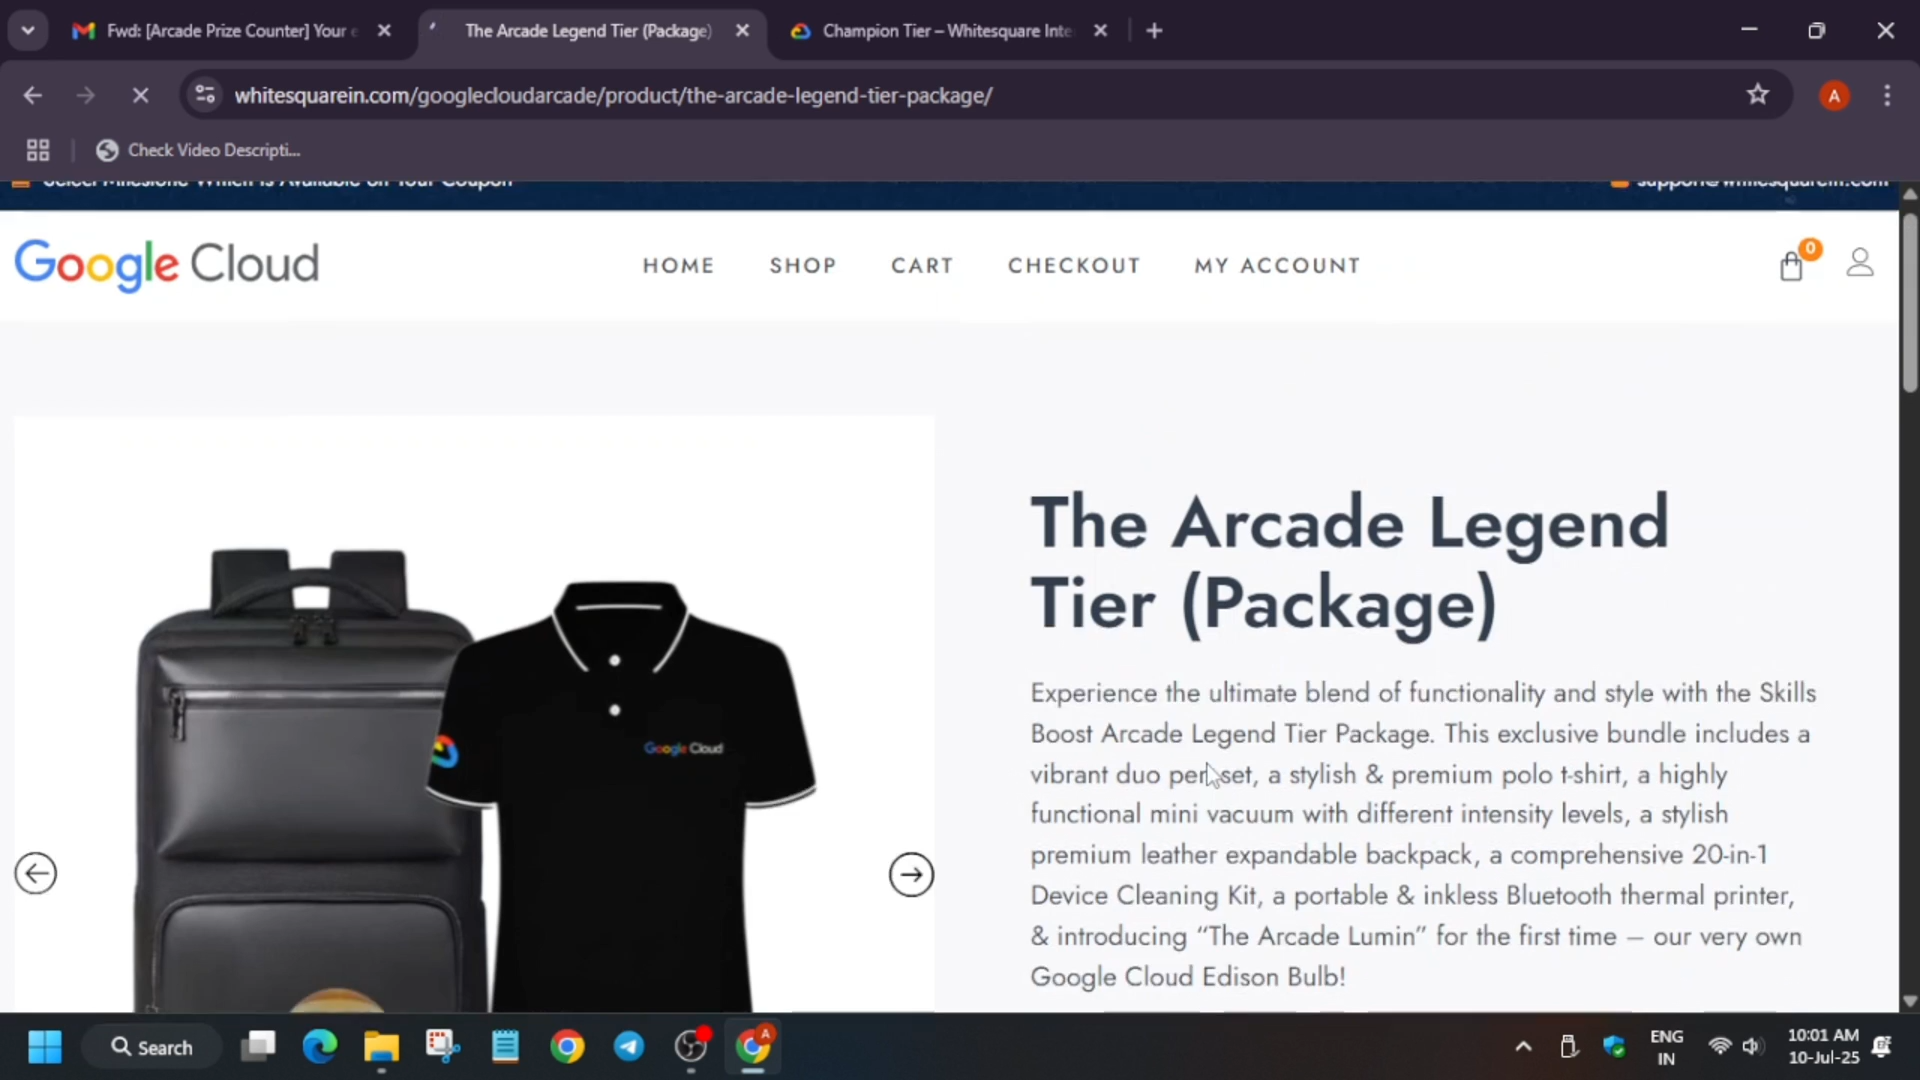 Fwd: [Arcade Prize Counter] Your e
The Arcade Legend Tier (Package)
Champion Tier – Whitesquare Inte
whitesquarein.com/googlecloudarcade/product/the-arcade-legend-tier-package/
A
Check Video Descripti...
Select Milestone Which Is Available on Your Coupon
support@whitesquarein.com
Google Cloud
HOME
SHOP
CART
CHECKOUT
MY ACCOUNT
0
The Arcade Legend
Tier (Package)
Experience the ultimate blend of functionality and style with the Skills
Boost Arcade Legend Tier Package. This exclusive bundle includes a
vibrant duo pen set, a stylish & premium polo t-shirt, a highly
functional mini vacuum with different intensity levels, a stylish
premium leather expandable backpack, a comprehensive 20-in-1
Device Cleaning Kit, a portable & inkless Bluetooth thermal printer,
& introducing “The Arcade Lumin” for the first time – our very own
Google Cloud Edison Bulb!
Google Cloud
Search
A
ENG
IN
10:01 AM
10-Jul-25